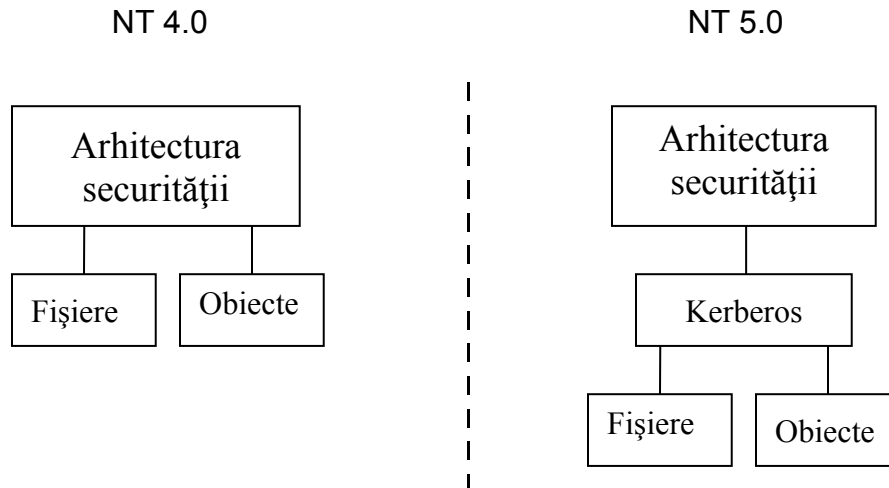 NT 4.0
Arhitectura
securităţii
Fişiere
Obiecte
NT 5.0
Arhitectura
securităţii
Kerberos
Fişiere
Obiecte